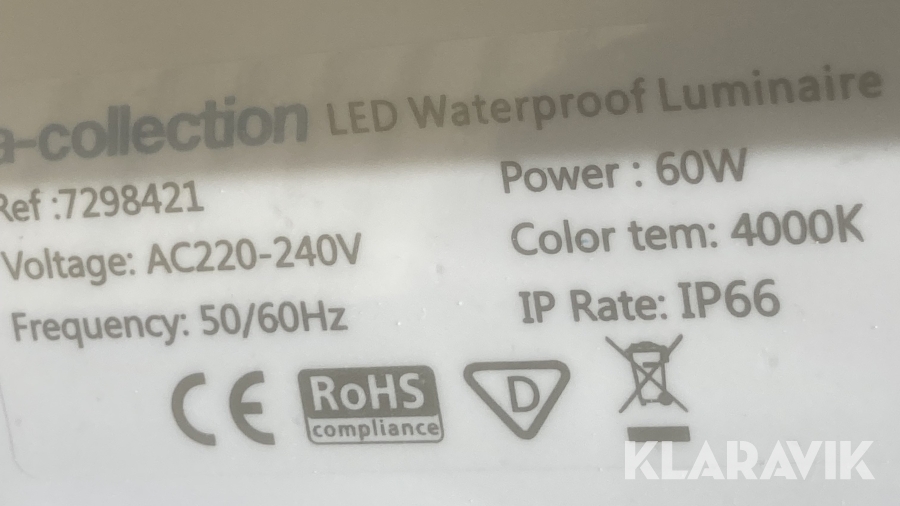 a-collection LED Waterproof Luminaire
Ref :7298421
Power : 60W
Voltage: AC220-240V
Color tem: 4000K
Frequency: 50/60Hz
IP Rate: IP66
CE
RoHS
compliance
D
KLARAVIK